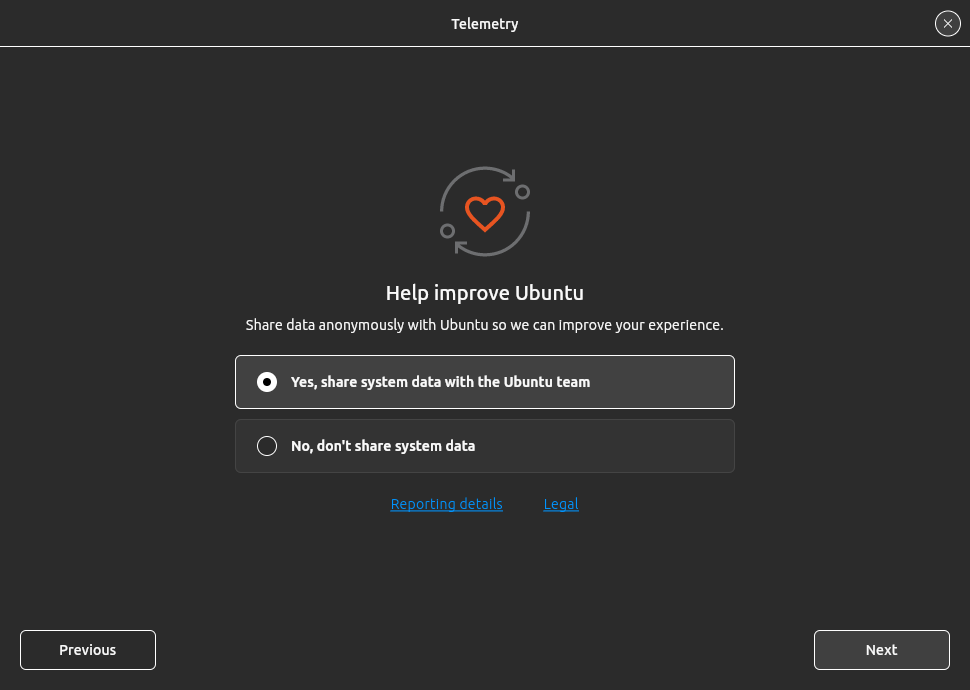 Telemetry
Help improve Ubuntu
Share data anonymously with Ubuntu so we can improve your experience.
Yes, share system data with the Ubuntu team
No, don't share system data
Reporting details
Legal
Previous
Next